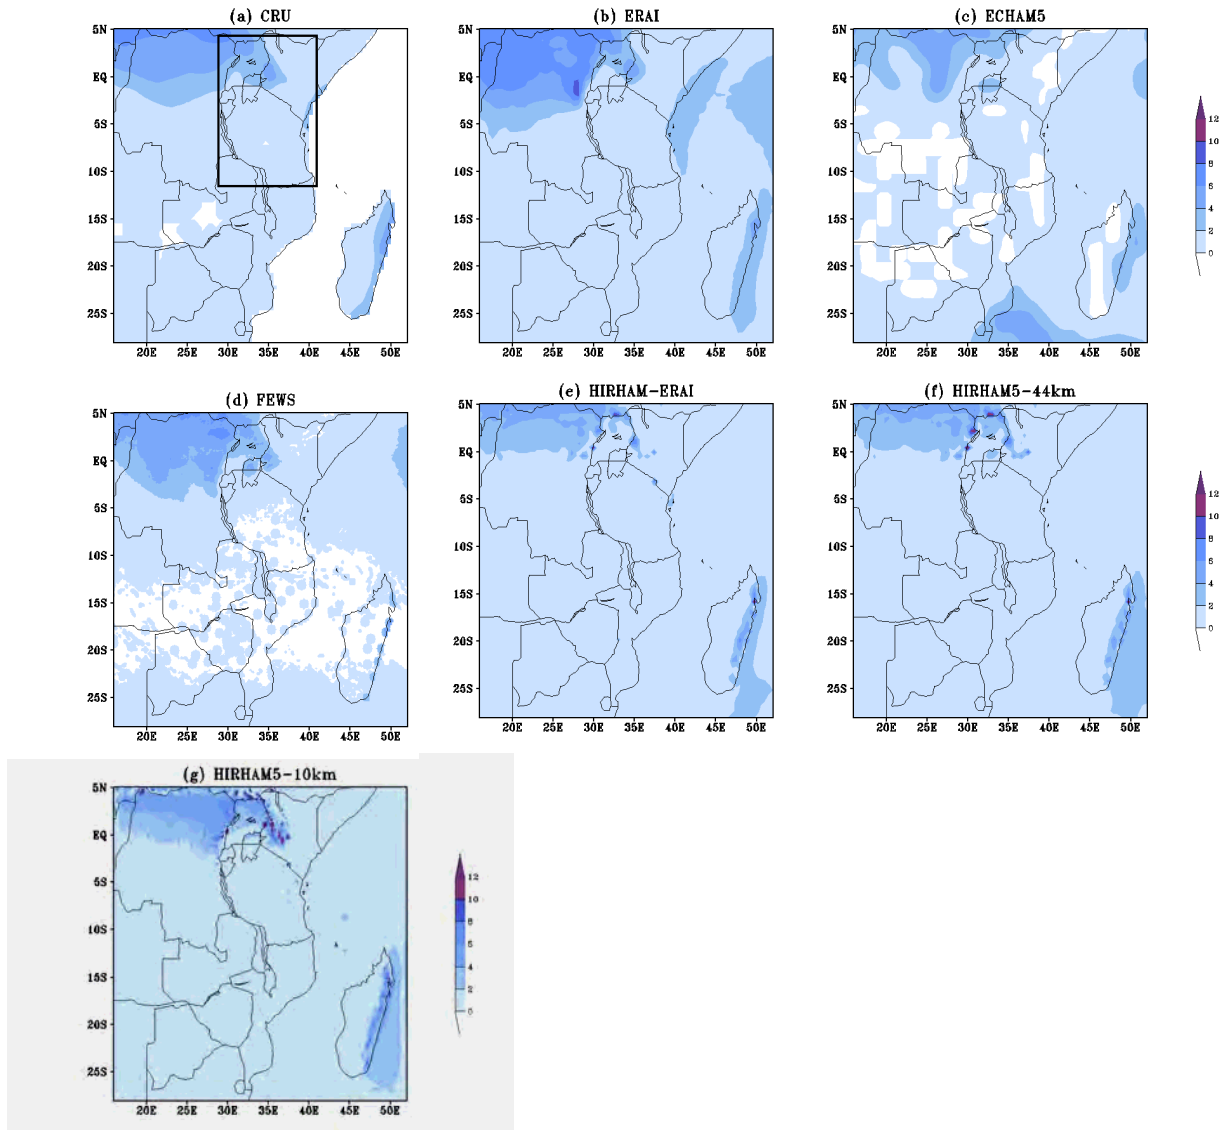 (a) CRU (b) ERAI (c) ECHAM5
5N 5N 5N
EQ EQ EQ
5S 5S 5S
10S 10S 10S
15S 15S 15S
20S 20S 20S
25S 25S 25S
20E 25E 30E 35E 40E 45E 50E 20E 25E 30E 35E 40E 45E 50E 20E 25E 30E 35E 40E 45E 50E
12
10
8
6
4
2
0
(d) FEWS (e) HIRHAM-ERAI (f) HIRHAM5-44km
5N 5N 5N
EQ EQ EQ
5S 5S 5S
10S 10S 10S
15S 15S 15S
20S 20S 20S
25S 25S 25S
20E 25E 30E 35E 40E 45E 50E 20E 25E 30E 35E 40E 45E 50E 20E 25E 30E 35E 40E 45E 50E
12
10
8
6
4
2
0
(g) HIRHAM5-10km
5N
EQ
5S
10S
15S
20S
25S
20E 25E 30E 35E 40E 45E 50E
12
10
8
6
4
2
0